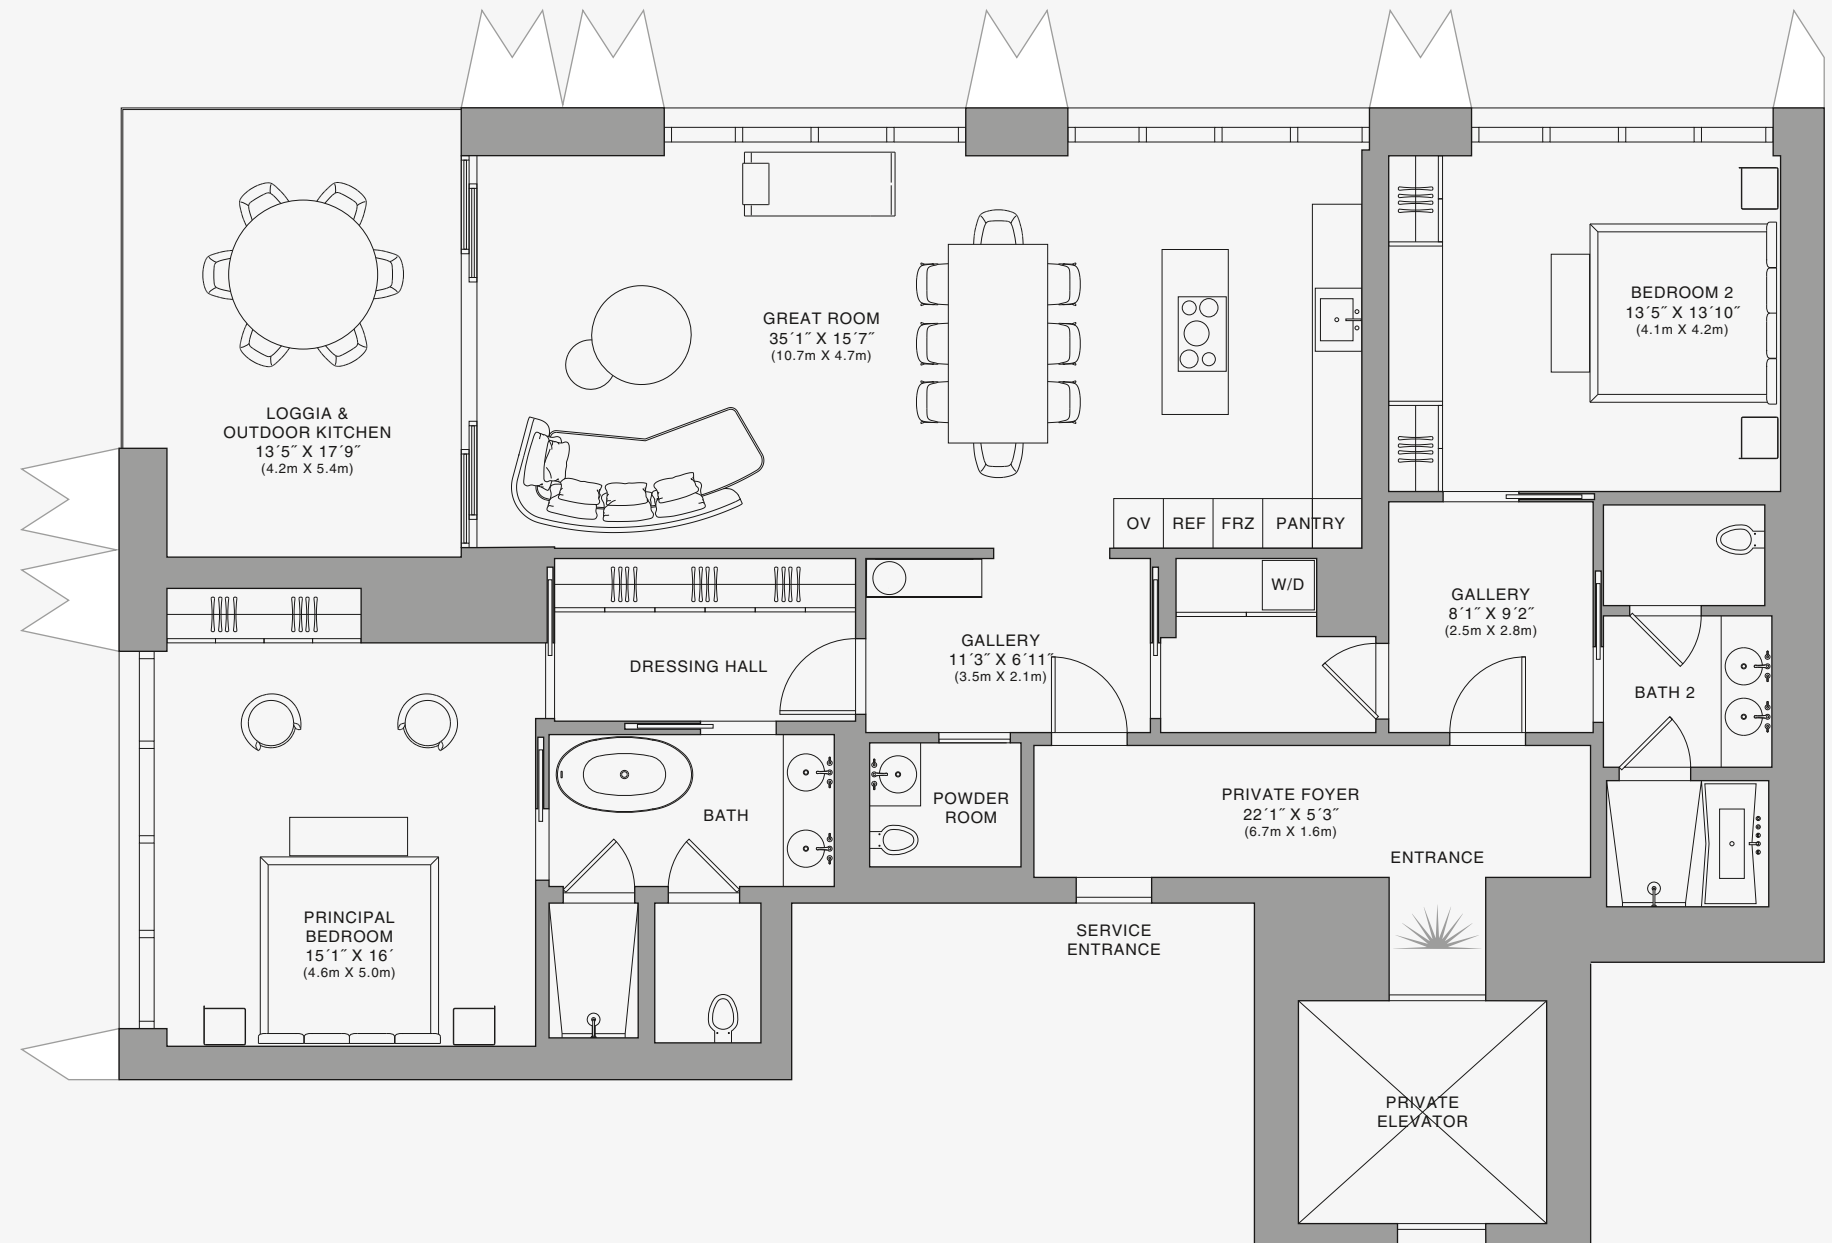 GREAT ROOM
35´1˝ X 15´7˝
(10.7m X 4.7m)
BEDROOM 2
13´5˝ X 13´10˝
(4.1m X 4.2m)
LOGGIA &
OUTDOOR KITCHEN
13´5˝ X 17´9˝
(4.2m X 5.4m)
OV
REF
FRZ
PANTRY
W/D
GALLERY
8´1˝ X 9´2˝
(2.5m X 2.8m)
GALLERY
11´3˝ X 6´11˝
(3.5m X 2.1m)
DRESSING HALL
BATH 2
BATH
POWDER
ROOM
PRIVATE FOYER
22´1˝ X 5´3˝
(6.7m X 1.6m)
ENTRANCE
PRINCIPAL
BEDROOM
15´1˝ X 16´
(4.6m X 5.0m)
SERVICE
ENTRANCE
PRIVATE
ELEVATOR